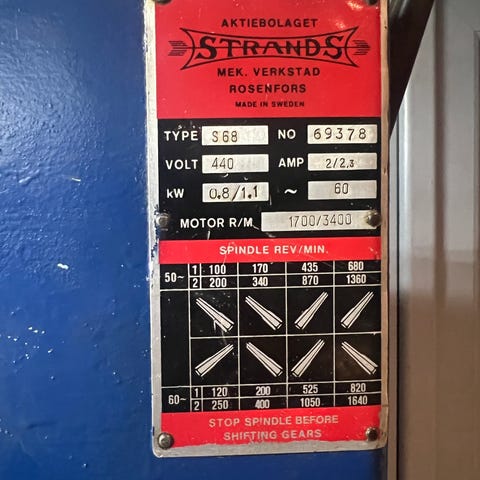 AKTIEBOLAGET
STRANDS
MEK. VERKSTAD
ROSENFORS
MADE IN SWEDEN
TYPE S68 NO 69378
VOLT 440 AMP 2/2,3
kW 0.8/1.1 ~ 60
MOTOR R/M 1700/3400
SPINDLE REV/MIN.
50~ 1 100 170 435 680
2 200 340 870 1360
60~ 1 120 200 525 820
2 250 400 1050 1640
STOP SPINDLE BEFORE
SHIFTING GEARS